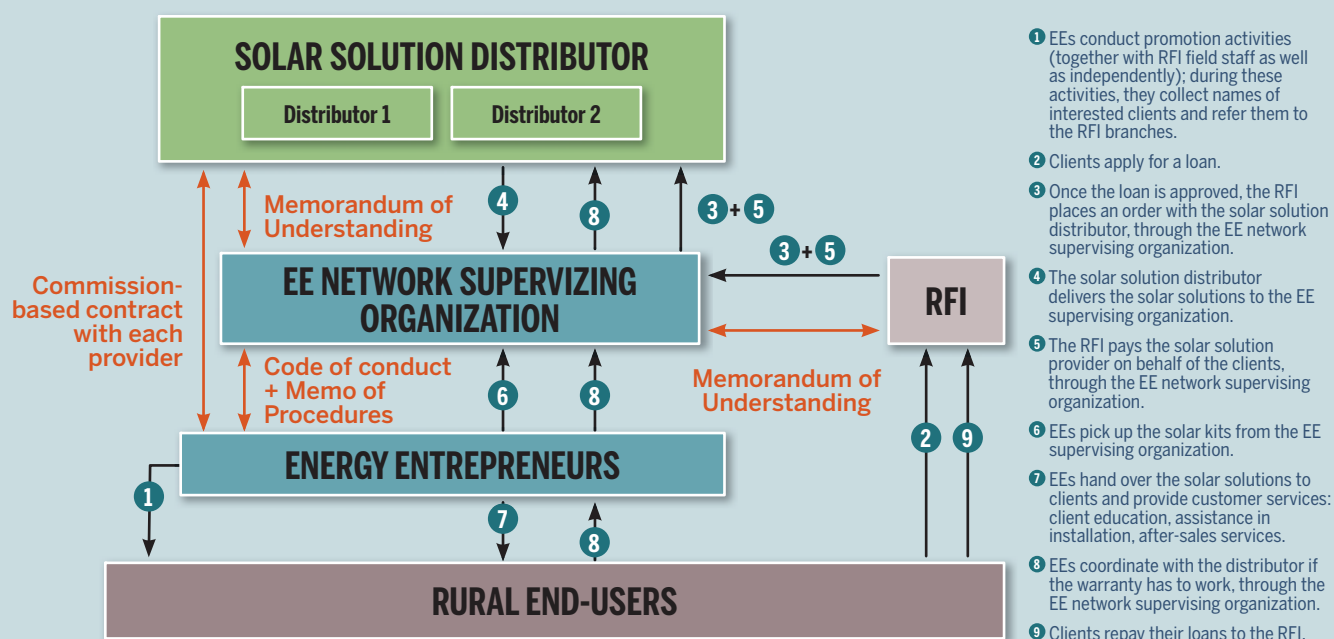 SOLAR SOLUTION DISTRIBUTOR
Distributor 1
Distributor 2
Memorandum of
Understanding
4
8
3+5
3+5
Commission-
based contract
with each
provider
EE NETWORK SUPERVIZING
ORGANIZATION
RFI
Code of conduct
+ Memo of
Procedures
6
8
Memorandum of
Understanding
2
9
ENERGY ENTREPRENEURS
1
7
8
RURAL END-USERS
1 EEs conduct promotion activities
(together with RFI field staff as well
as independently); during these
activities, they collect names of
interested clients and refer them to
the RFI branches.
2 Clients apply for a loan.
3 Once the loan is approved, the RFI
places an order with the solar solution
distributor, through the EE network
supervising organization.
4 The solar solution distributor
delivers the solar solutions to the EE
supervising organization.
5 The RFI pays the solar solution
provider on behalf of the clients,
through the EE network supervising
organization.
6 EEs pick up the solar kits from the EE
supervising organization.
7 EEs hand over the solar solutions to
clients and provide customer services:
client education, assistance in
installation, after-sales services.
8 EEs coordinate with the distributor if
the warranty has to work, through the
EE network supervising organization.
9 Clients repay their loans to the RFI.